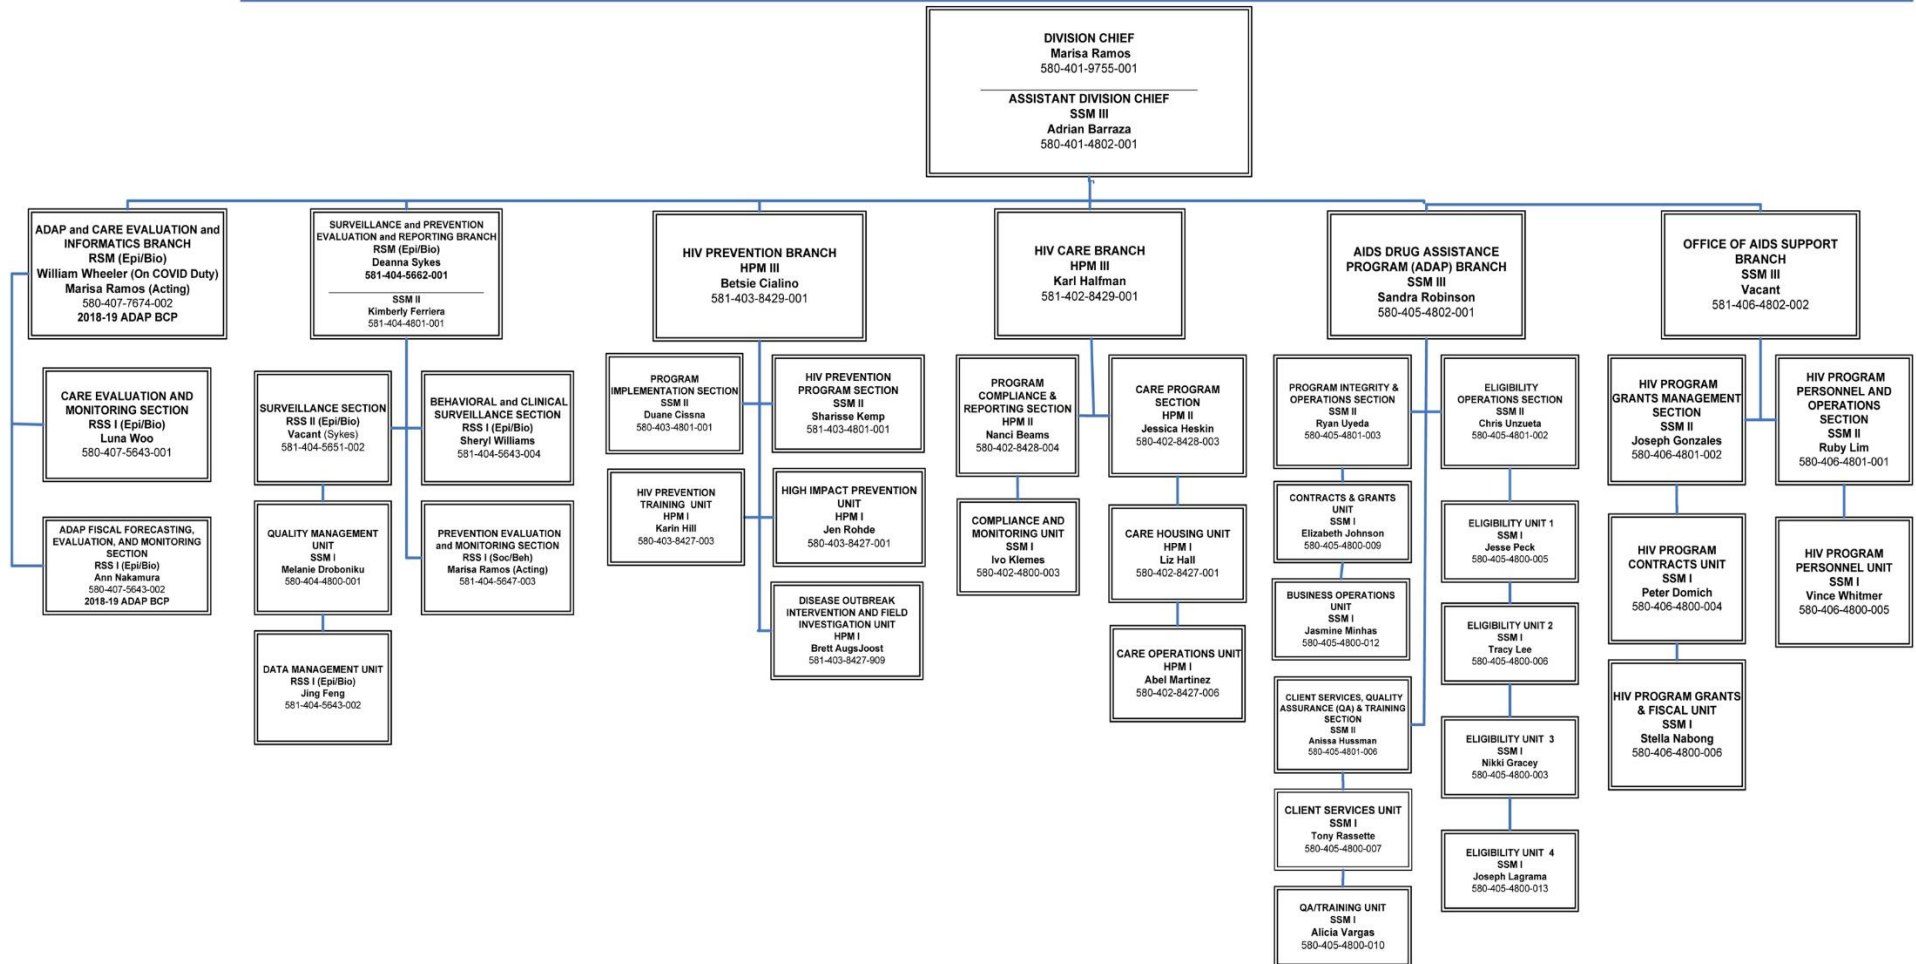 DIVISION CHIEF
Marisa Ramos
580-401-9755-001
ASSISTANT DIVISION CHIEF
SSM III
Adrian Barraza
580-401-4802-001
ADAP and CARE EVALUATION and
INFORMATICS BRANCH
RSM (Epi/Bio)
William Wheeler (On COVID Duty)
Marisa Ramos (Acting)
580-407-7674-002
2018-19 ADAP BCP
CARE EVALUATION AND
MONITORING SECTION
RSS I (Epi/Bio)
Luna Woo
580-407-5643-001
ADAP FISCAL FORECASTING,
EVALUATION, AND MONITORING
SECTION
RSS I (Epi/Bio)
Ann Nakamura
580-407-5643-002
2018-19 ADAP BCP
SURVEILLANCE and PREVENTION
EVALUATION and REPORTING BRANCH
RSM (Epi/Bio)
Deanna Sykes
581-404-5662-001
SSM II
Kimberly Ferriera
581-404-4801-001
SURVEILLANCE SECTION
RSS II (Epi/Bio)
Vacant (Sykes)
581-404-5651-002
QUALITY MANAGEMENT
UNIT
SSM I
Melanie Droboniku
580-404-4800-001
DATA MANAGEMENT UNIT
RSS I (Epi/Bio)
Jing Feng
581-404-5643-002
BEHAVIORAL and CLINICAL
SURVEILLANCE SECTION
RSS I (Epi/Bio)
Sheryl Williams
581-404-5643-004
PREVENTION EVALUATION
and MONITORING SECTION
RSS I (Soc/Beh)
Marisa Ramos (Acting)
581-404-5647-003
HIV PREVENTION BRANCH
HPM III
Betsie Cialino
581-403-8429-001
PROGRAM
IMPLEMENTATION SECTION
SSM II
Duane Cissna
580-403-4801-001
HIV PREVENTION
TRAINING UNIT
HPM I
Karin Hill
580-403-8427-003
HIV PREVENTION
PROGRAM SECTION
SSM II
Sharisse Kemp
581-403-4801-001
HIGH IMPACT PREVENTION
UNIT
HPM I
Jen Rohde
580-403-8427-001
DISEASE OUTBREAK
INTERVENTION AND FIELD
INVESTIGATION UNIT
HPM I
Brett AugsJoost
581-403-8427-909
HIV CARE BRANCH
HPM III
Karl Halfman
581-402-8429-001
PROGRAM
COMPLIANCE &
REPORTING SECTION
HPM II
Nanci Beams
580-402-8428-004
COMPLIANCE AND
MONITORING UNIT
SSM I
Ivo Klemes
580-402-4800-003
CARE PROGRAM
SECTION
HPM II
Jessica Heskin
580-402-8428-003
CARE HOUSING UNIT
HPM I
Liz Hall
580-402-8427-001
CARE OPERATIONS UNIT
HPM I
Abel Martinez
580-402-8427-006
AIDS DRUG ASSISTANCE
PROGRAM (ADAP) BRANCH
SSM III
Sandra Robinson
580-405-4802-001
PROGRAM INTEGRITY &
OPERATIONS SECTION
SSM II
Ryan Uyeda
580-405-4801-003
CONTRACTS & GRANTS
UNIT
SSM I
Elizabeth Johnson
580-405-4800-009
BUSINESS OPERATIONS
UNIT
SSM I
Jasmine Minhas
580-405-4800-012
CLIENT SERVICES, QUALITY
ASSURANCE (QA) & TRAINING
SECTION
SSM II
Anissa Hussman
580-405-4801-006
CLIENT SERVICES UNIT
SSM I
Tony Rassette
580-405-4800-007
QA/TRAINING UNIT
SSM I
Alicia Vargas
580-405-4800-010
ELIGIBILITY
OPERATIONS SECTION
SSM II
Chris Unzueta
580-405-4801-002
ELIGIBILITY UNIT 1
SSM I
Jesse Peck
580-405-4800-005
ELIGIBILITY UNIT 2
SSM I
Tracy Lee
580-405-4800-006
ELIGIBILITY UNIT 3
SSM I
Nikki Gracey
580-405-4800-003
ELIGIBILITY UNIT 4
SSM I
Joseph Lagrama
580-405-4800-013
OFFICE OF AIDS SUPPORT
BRANCH
SSM III
Vacant
581-406-4802-002
HIV PROGRAM
GRANTS MANAGEMENT
SECTION
SSM II
Joseph Gonzales
580-406-4801-002
HIV PROGRAM
CONTRACTS UNIT
SSM I
Peter Domich
580-406-4800-004
HIV PROGRAM GRANTS
& FISCAL UNIT
SSM I
Stella Nabong
580-406-4800-006
HIV PROGRAM
PERSONNEL AND
OPERATIONS
SECTION
SSM II
Ruby Lim
580-406-4801-001
HIV PROGRAM
PERSONNEL UNIT
SSM I
Vince Whitmer
580-406-4800-005